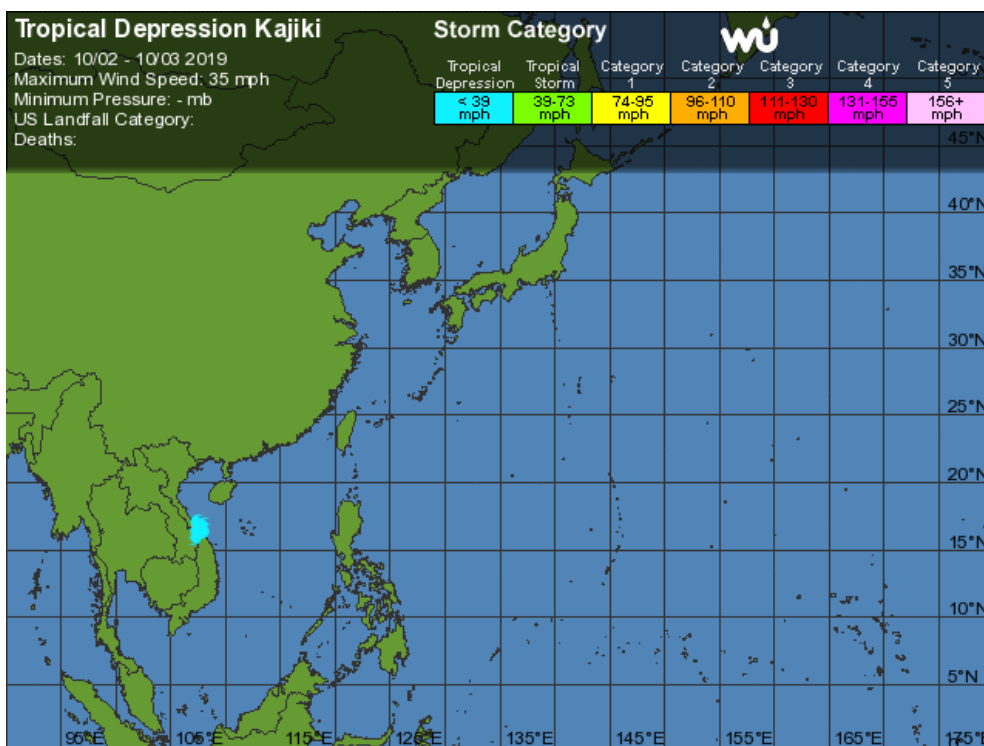 Tropical Depression Kajiki
Dates: 10/02 - 10/03 2019
Maximum Wind Speed: 35 mph
Minimum Pressure: - mb
US Landfall Category:
Deaths:
Storm Category
wu
Tropical Depression
< 39 mph
Tropical Storm
39-73 mph
Category 1
74-95 mph
Category 2
96-110 mph
Category 3
111-130 mph
Category 4
131-155 mph
Category 5
156+ mph
45°N
40°N
35°N
30°N
25°N
20°N
15°N
10°N
5°N
95°E 105°E 115°E 125°E 135°E 145°E 155°E 165°E 175°E